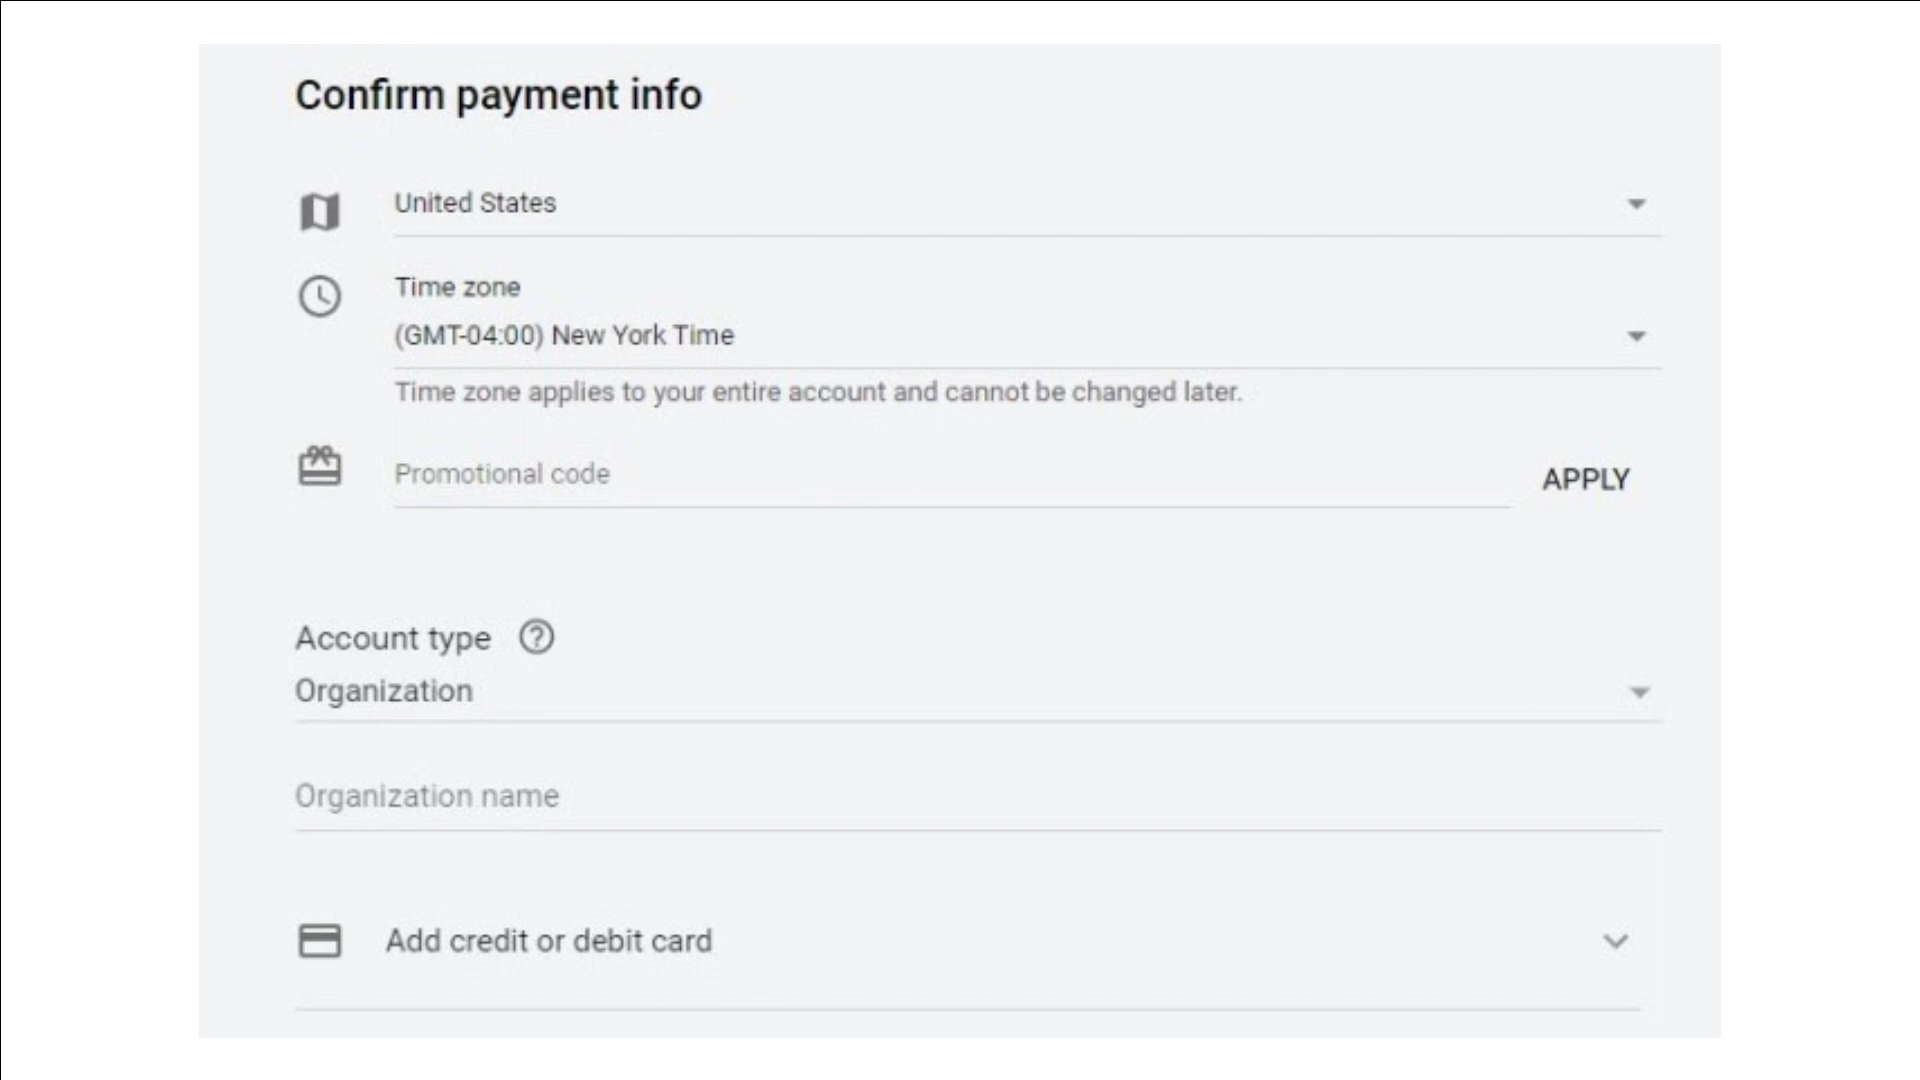 Confirm payment info
United States
Time zone
(GMT-04:00) New York Time
Time zone applies to your entire account and cannot be changed later.
Promotional code
APPLY
Account type
Organization
Organization name
Add credit or debit card